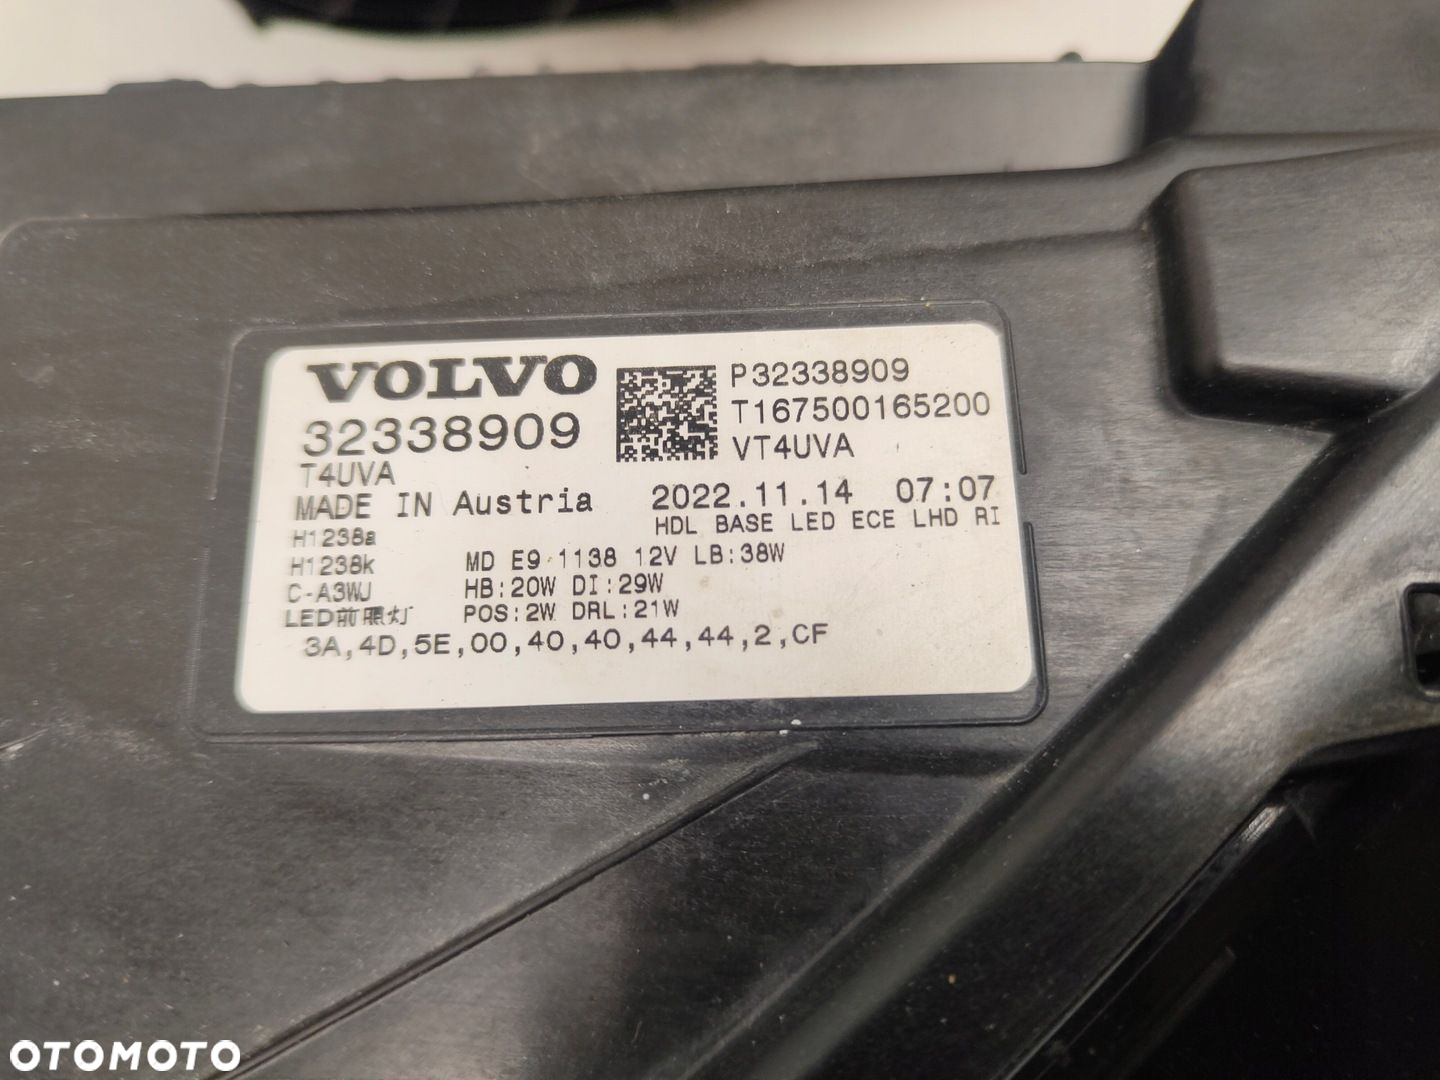 VOLVO
32338909
T4UVA
MADE IN Austria
P32338909
T167500165200
VT4UVA
2022.11.14 07:07
HDL BASE LED ECE LHD RI
H1238a
H1238k
C-A3WJ
LED前照灯
MD E9 1138 12V LB:38W
HB:20W DI:29W
POS:2W DRL:21W
3A,4D,5E,00,40,40,44,44,2,CF
OTOMOTO